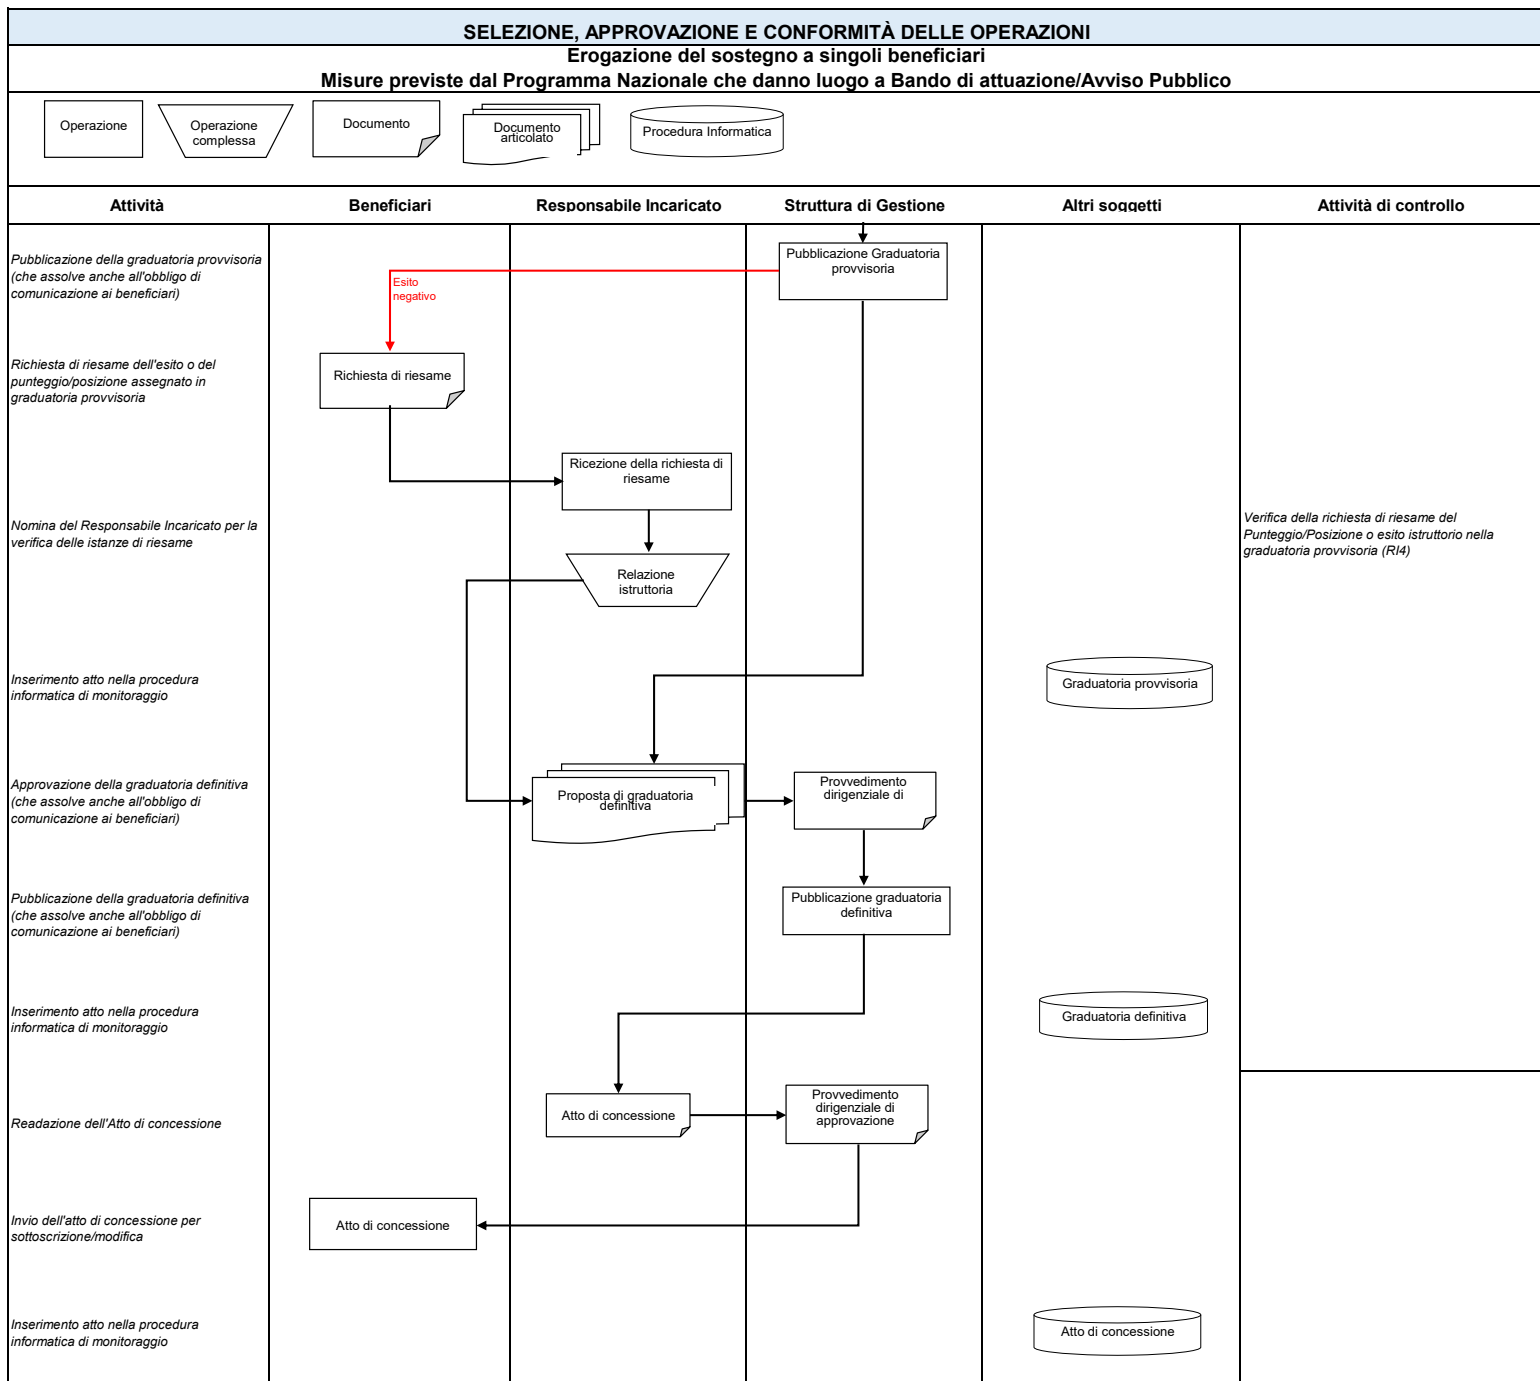 SELEZIONE, APPROVAZIONE E CONFORMITÀ DELLE OPERAZIONI
Erogazione del sostegno a singoli beneficiari
Misure previste dal Programma Nazionale che danno luogo a Bando di attuazione/Avviso Pubblico
Operazione
Operazione
complessa
Documento
Documento
articolato
Procedura Informatica
Attività
Beneficiari
Responsabile Incaricato
Struttura di Gestione
Altri soggetti
Attività di controllo
Pubblicazione della graduatoria provvisoria
(che assolve anche all'obbligo di
comunicazione ai beneficiari)
Esito
negativo
Pubblicazione Graduatoria
provvisoria
Richiesta di riesame dell'esito o del
punteggio/posizione assegnato in
graduatoria provvisoria
Richiesta di riesame
Ricezione della richiesta di
riesame
Nomina del Responsabile Incaricato per la
verifica delle istanze di riesame
Verifica della richiesta di riesame del
Punteggio/Posizione o esito istruttorio nella
graduatoria provvisoria (RI4)
Relazione
istruttoria
Inserimento atto nella procedura
informatica di monitoraggio
Graduatoria provvisoria
Approvazione della graduatoria definitiva
(che assolve anche all'obbligo di
comunicazione ai beneficiari)
Proposta di graduatoria
definitiva
Provvedimento
dirigenziale di
Pubblicazione della graduatoria definitiva
(che assolve anche all'obbligo di
comunicazione ai beneficiari)
Pubblicazione graduatoria
definitiva
Inserimento atto nella procedura
informatica di monitoraggio
Graduatoria definitiva
Readazione dell'Atto di concessione
Atto di concessione
Provvedimento
dirigenziale di
approvazione
Invio dell'atto di concessione per
sottoscrizione/modifica
Atto di concessione
Inserimento atto nella procedura
informatica di monitoraggio
Atto di concessione